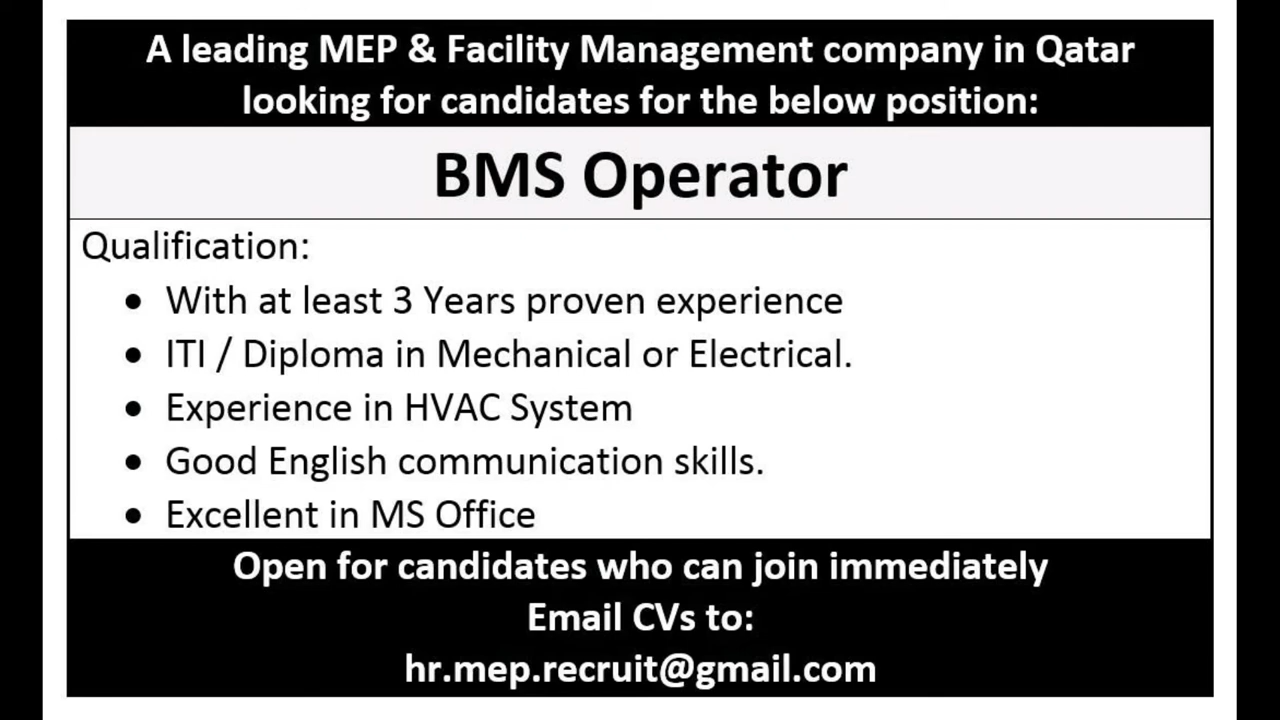 A leading MEP & Facility Management company in Qatar
looking for candidates for the below position:
BMS Operator
Qualification:
• With at least 3 Years proven experience
• ITI / Diploma in Mechanical or Electrical.
• Experience in HVAC System
• Good English communication skills.
• Excellent in MS Office
Open for candidates who can join immediately
Email CVs to:
hr.mep.recruit@gmail.com